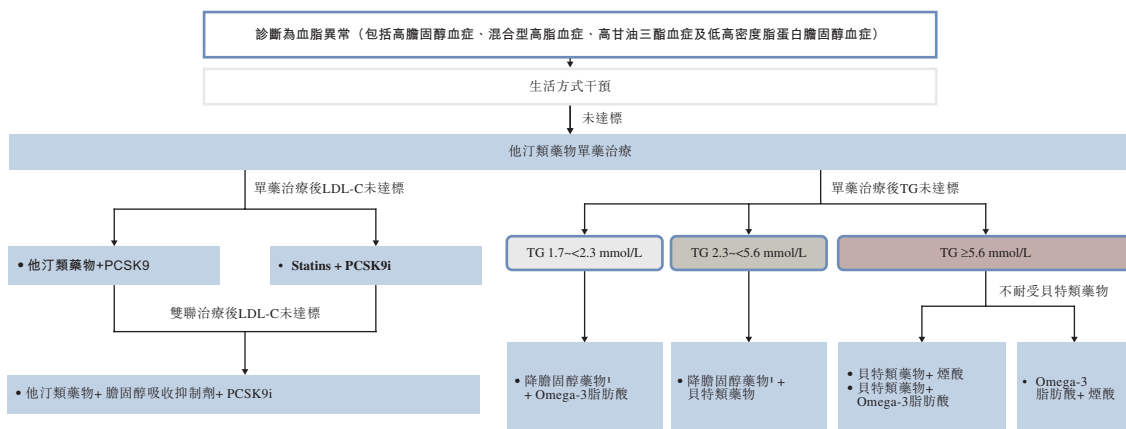 診斷為血脂異常（包括高膽固醇血症、混合型高脂血症、高甘油三酯血症及低高密度脂蛋白膽固醇血症）
生活方式干預
未達標
他汀類藥物單藥治療
單藥治療後LDL-C未達標
單藥治療後TG未達標
• 他汀類藥物+PCSK9
• Statins + PCSK9i
TG 1.7~<2.3 mmol/L
TG 2.3~<5.6 mmol/L
TG ≥5.6 mmol/L
雙聯治療後LDL-C未達標
不耐受貝特類藥物
• 他汀類藥物+ 膽固醇吸收抑制劑+ PCSK9i
• 降膽固醇藥物¹
+ Omega-3脂肪酸
• 降膽固醇藥物¹ +
貝特類藥物
• 貝特類藥物+ 煙酸
• 貝特類藥物+
Omega-3脂肪酸
• Omega-3
脂肪酸+ 煙酸